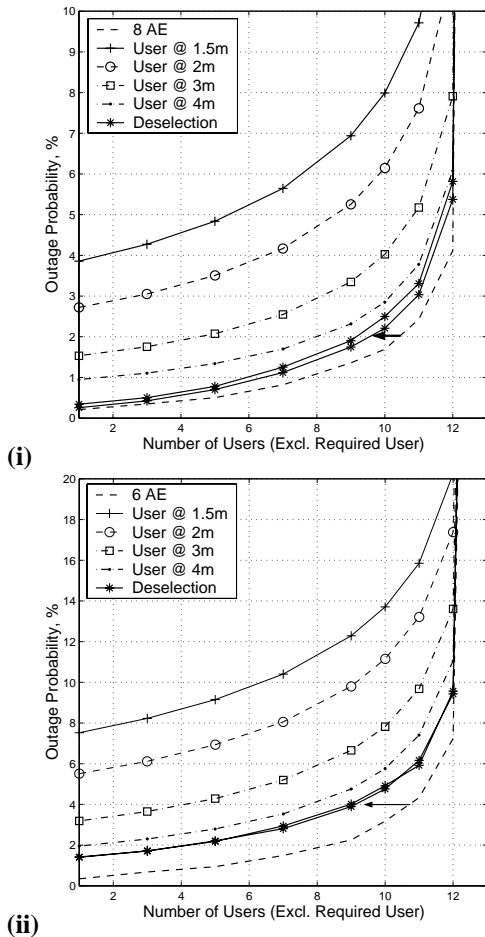 10
9
8
7
6
5
4
3
2
1
0
Outage Probability, %
8 AE
User @ 1.5m
User @ 2m
User @ 3m
User @ 4m
Deselection
2 4 6 8 10 12
Number of Users (Excl. Required User)
(i)
20
18
16
14
12
10
8
6
4
2
0
Outage Probability, %
6 AE
User @ 1.5m
User @ 2m
User @ 3m
User @ 4m
Deselection
2 4 6 8 10 12
Number of Users (Excl. Required User)
(ii)